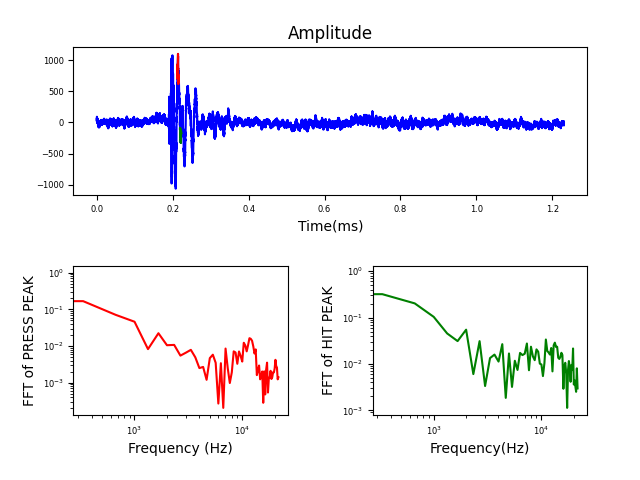 Amplitude
1000
500
0
−500
−1000
0.0 0.2 0.4 0.6 0.8 1.0 1.2
Time(ms)
FFT of PRESS PEAK
10⁰
10⁻¹
10⁻²
10⁻³
10³ 10⁴
Frequency (Hz)
FFT of HIT PEAK
10⁰
10⁻¹
10⁻²
10⁻³
10³ 10⁴
Frequency(Hz)